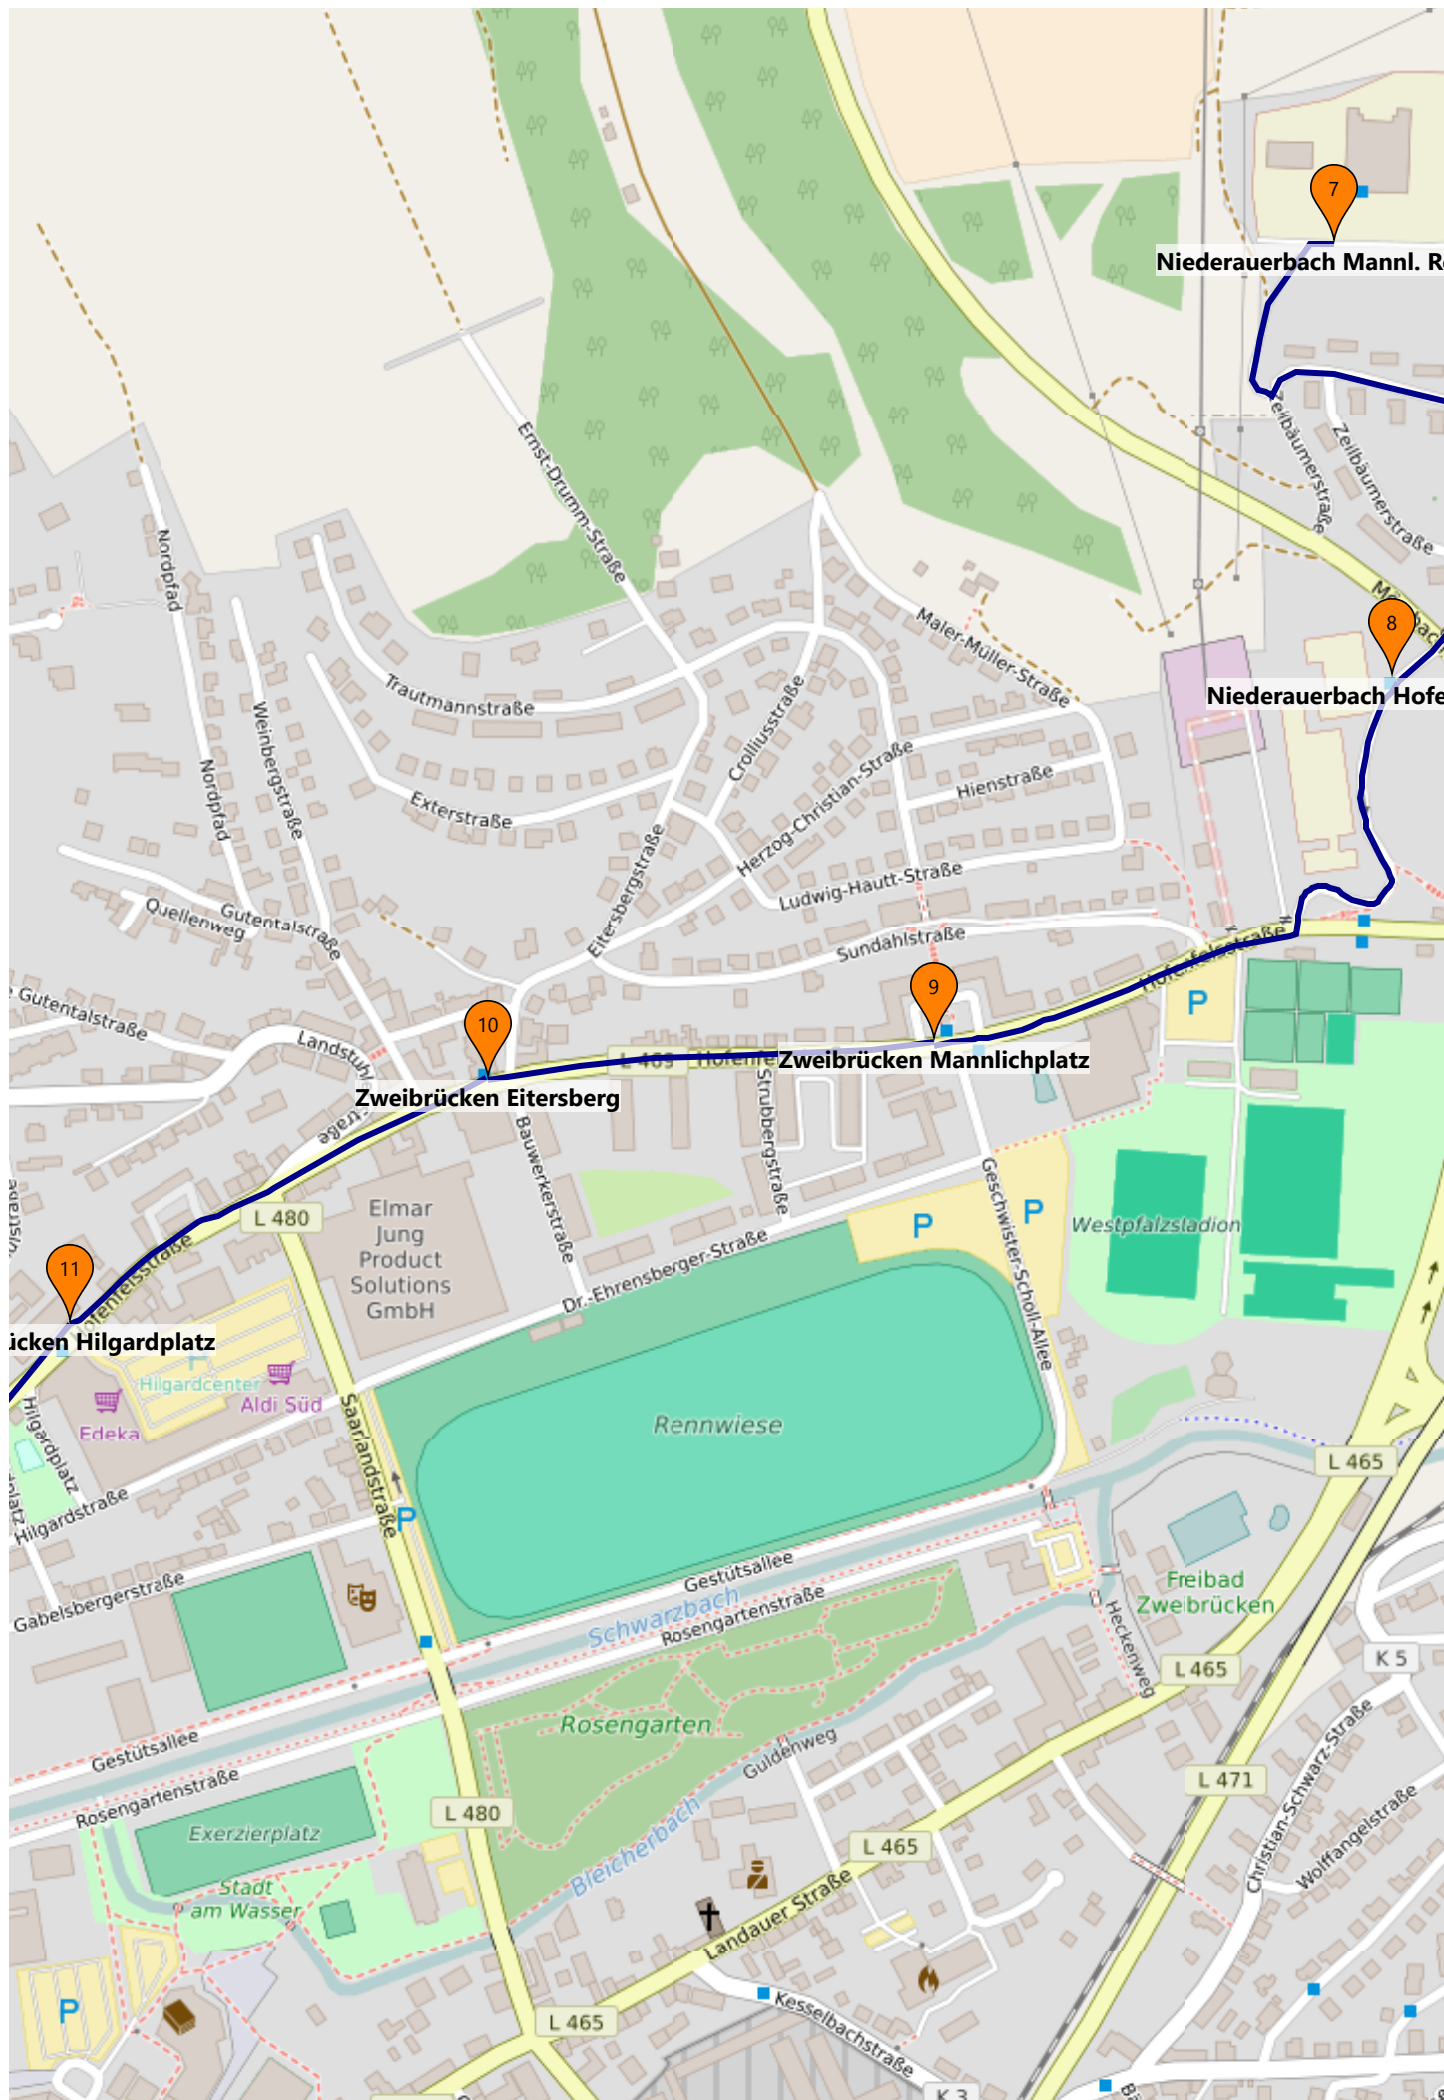 7
Niederauerbach Mannl. R
Zeilbäumerstraße
Zeilbäumerstraße
Ernst-Drumm-Straße
Nordpfad
8
Niederauerbach Hofe
Maler-Müller-Straße
Trautmannstraße
Weinbergstraße
Crolliusstraße
Nordpfad
Herzog-Christian-Straße
Hienstraße
Exterstraße
Eitersbergstraße
Ludwig-Hautt-Straße
Quellenweg
Gutentalstraße
Sundahlstraße
Hofenfelsstraße
9
P
Gutentalstraße
10
L 469
Zweibrücken Mannlichplatz
Zweibrücken Eitersberg
Strubbergstraße
Bauwerkerstraße
Geschwister-Scholl-Allee
L 480
Elmar
Jung
Product
Solutions
GmbH
P
P
Westpfalzsladion
Hofenfelsstraße
11
ücken Hilgardplatz
Dr.-Ehrensberger-Straße
P
Hilgardcenter
Aldi Süd
Edeka
Hilgardplatz
Saarlandstraße
Rennwiese
L 465
Hilgardstraße
P
Gestütsallee
Freibad
Zweibrücken
Gabelsbergerstraße
Schwarzbach
Rosengartenstraße
Heckenweg
K 5
L 465
Rosengarten
Gestütsallee
Guldenweg
Rosengartenstraße
L 471
Christian-Schwarz-Straße
L 480
Exerzierplatz
Bleicherbach
L 465
Wolffangelstraße
Stadt
am Wasser
Landauer Straße
P
L 465
Kesselbachstraße
K 3